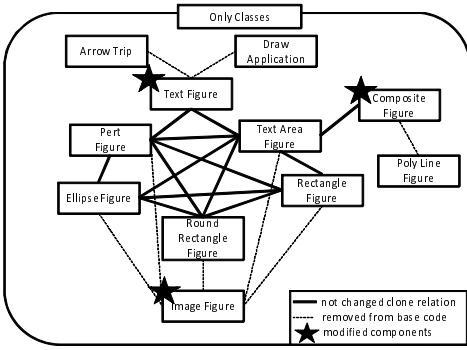 Only Classes
Arrow Trip
Draw
Application
Text Figure
Composite
Figure
Pert
Figure
Text Area
Figure
Poly Line
Figure
Ellipse Figure
Rectangle
Figure
Round
Rectangle
Figure
Image Figure
not changed clone relation
removed from base code
modified components